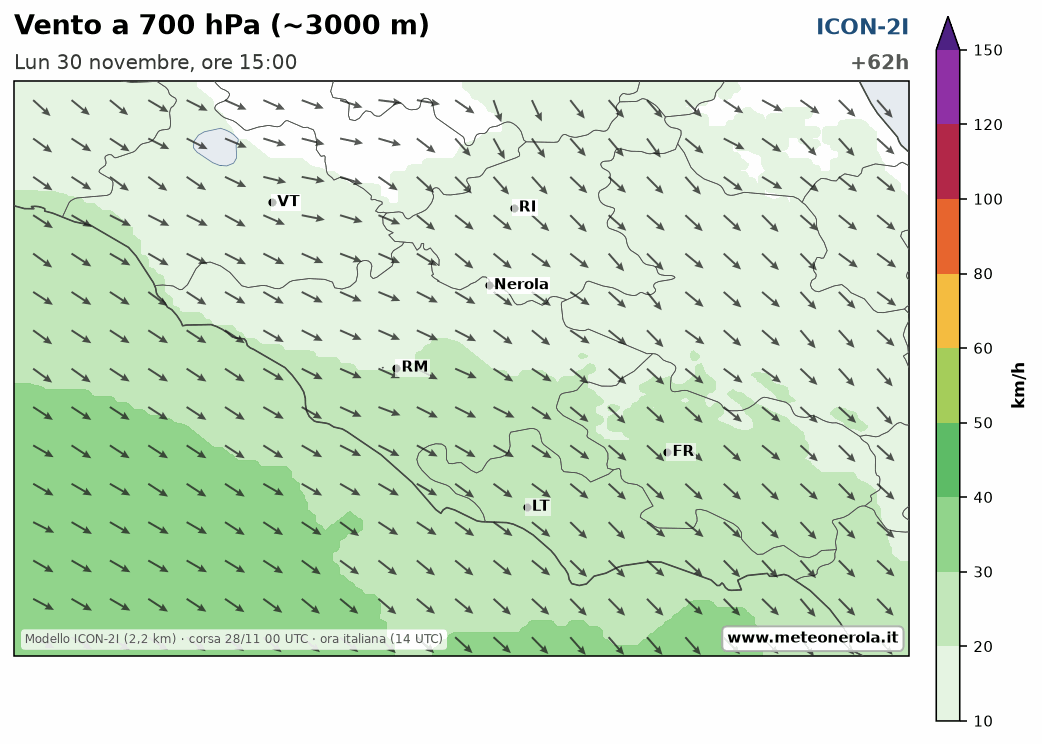 Vento a 700 hPa (~3000 m)
ICON-2I
Lun 30 novembre, ore 15:00
+62h
VT
RI
Nerola
RM
FR
LT
Modello ICON-2I (2,2 km) · corsa 28/11 00 UTC · ora italiana (14 UTC)
www.meteonerola.it
150
120
100
80
60
50
40
30
20
10
km/h